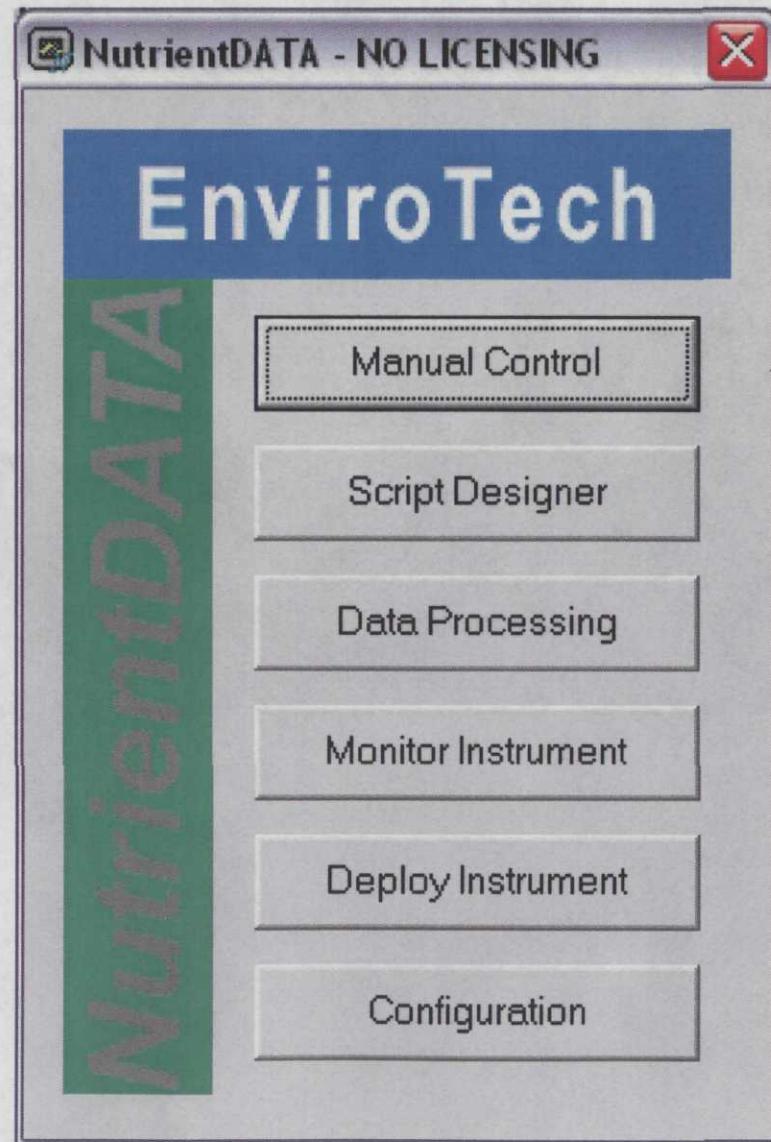 NutrientDATA - NO LICENSING
EnviroTech
NutrientDATA
Manual Control
Script Designer
Data Processing
Monitor Instrument
Deploy Instrument
Configuration